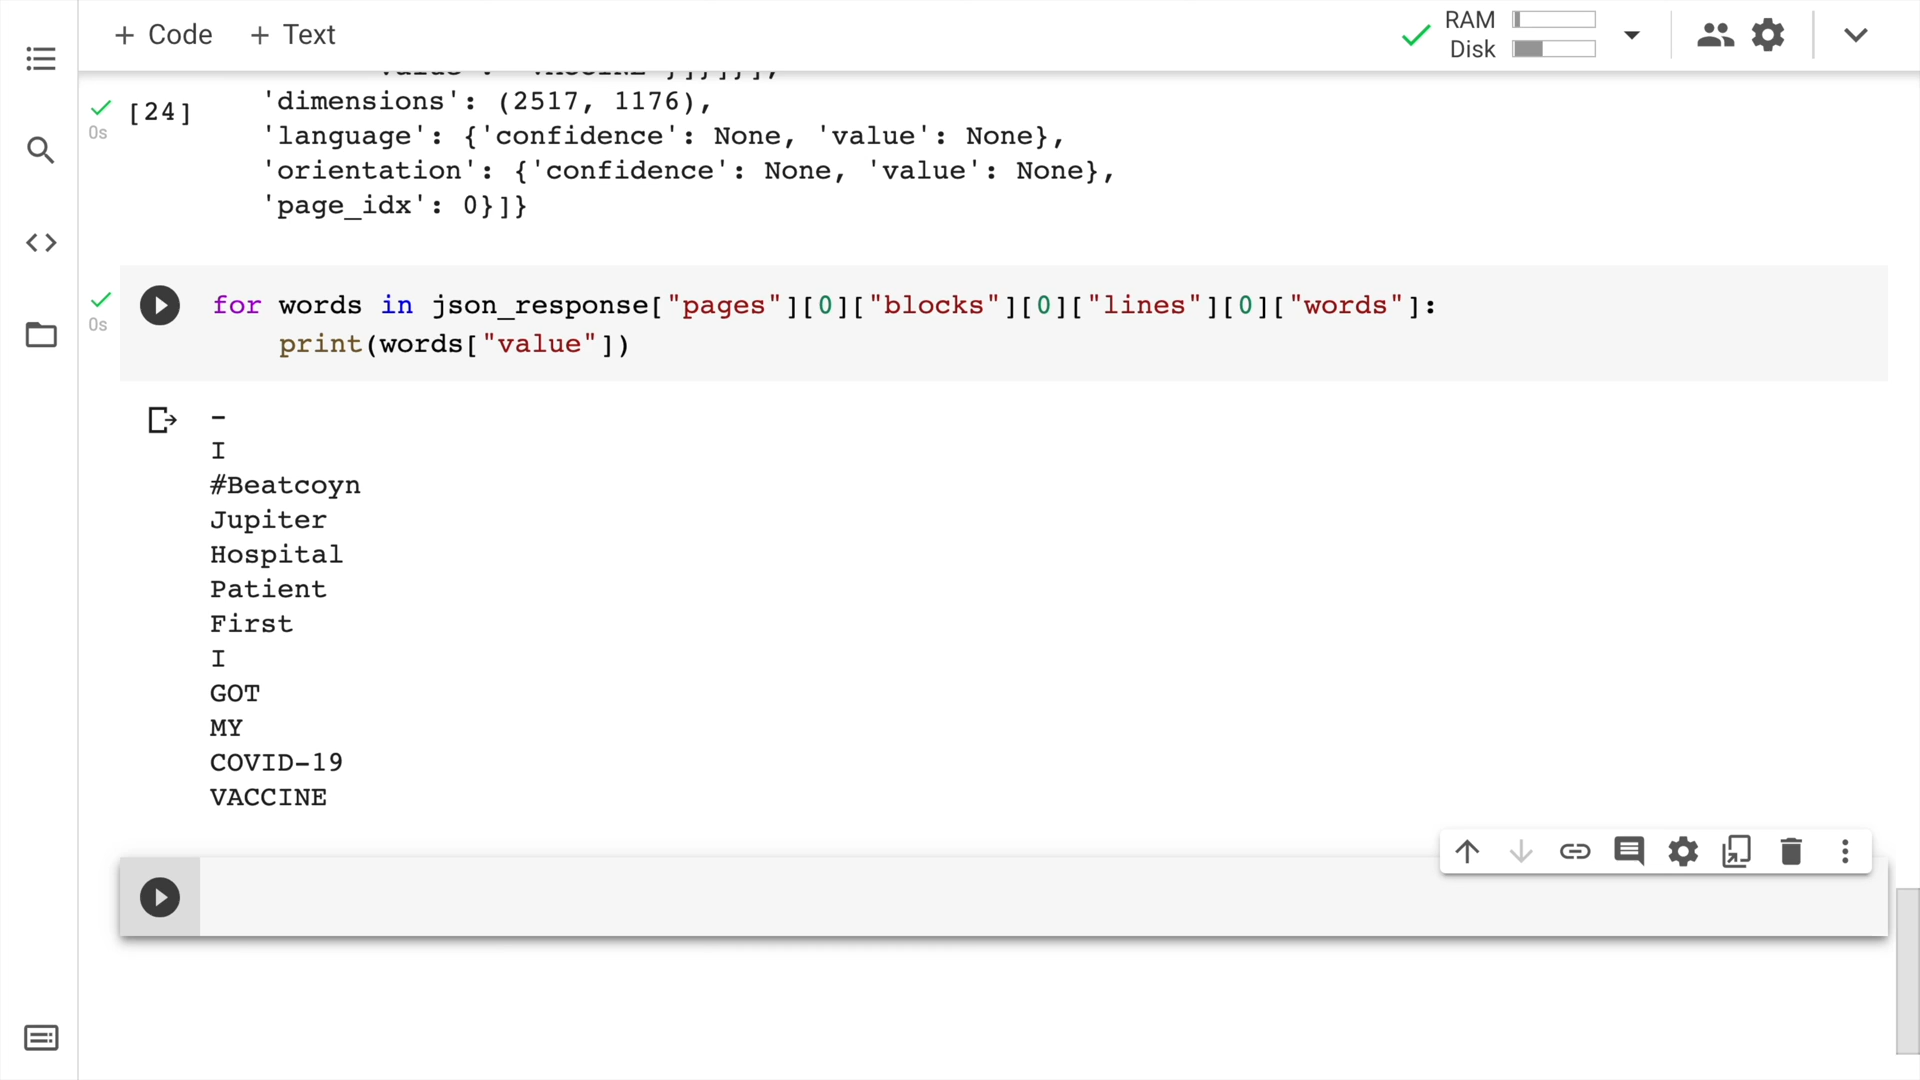 + Code + Text
RAM
Disk
[24]
0s
'dimensions': (2517, 1176),
'language': {'confidence': None, 'value': None},
'orientation': {'confidence': None, 'value': None},
'page_idx': 0}]}
0s
for words in json_response["pages"][0]["blocks"][0]["lines"][0]["words"]:
print(words["value"])
-
I
#Beatcoyn
Jupiter
Hospital
Patient
First
I
GOT
MY
COVID-19
VACCINE